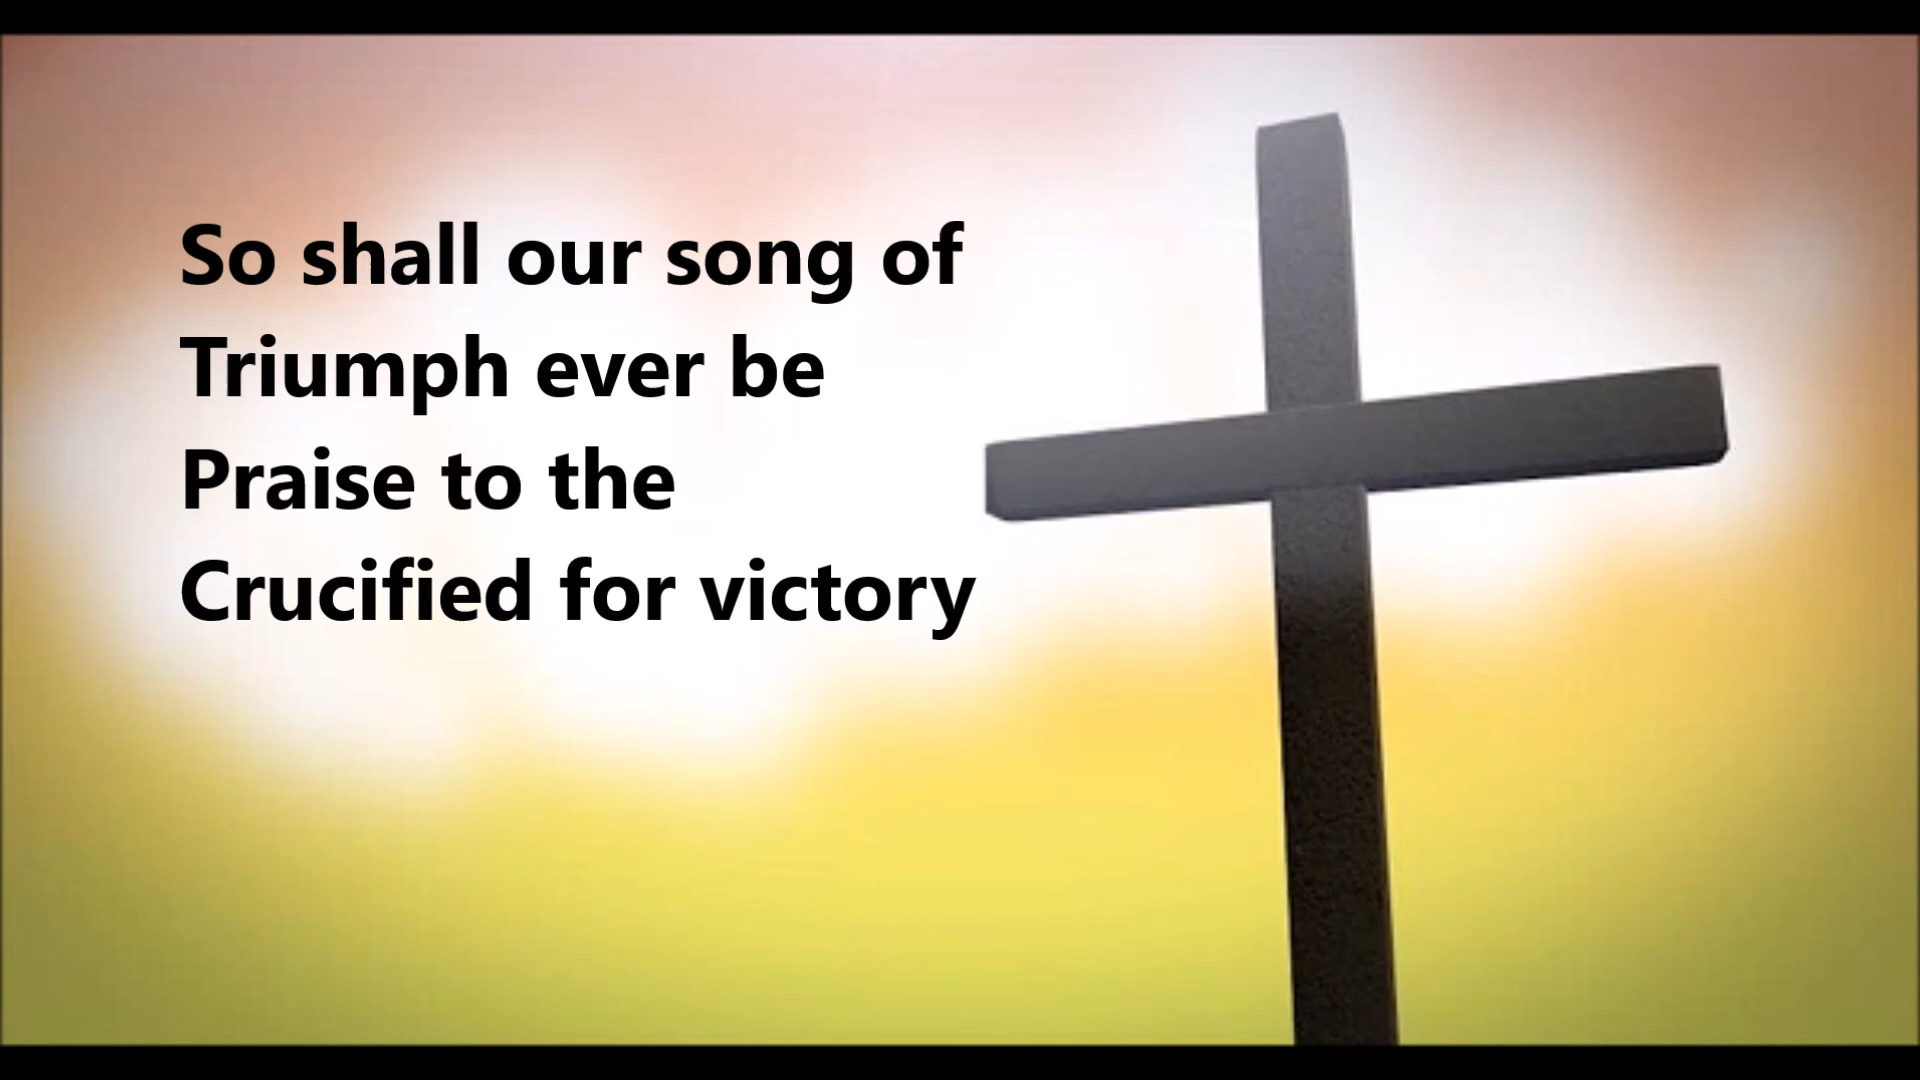 So shall our song of
Triumph ever be
Praise to the
Crucified for victory